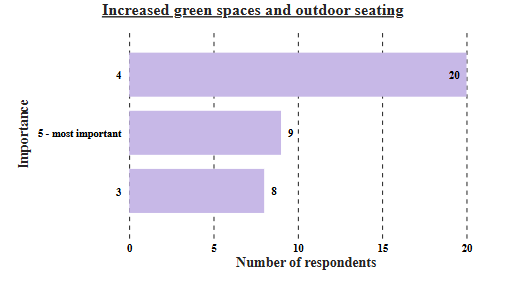 Increased green spaces and outdoor seating
Importance
4
20
5 - most important
9
3
8
0 5 10 15 20
Number of respondents